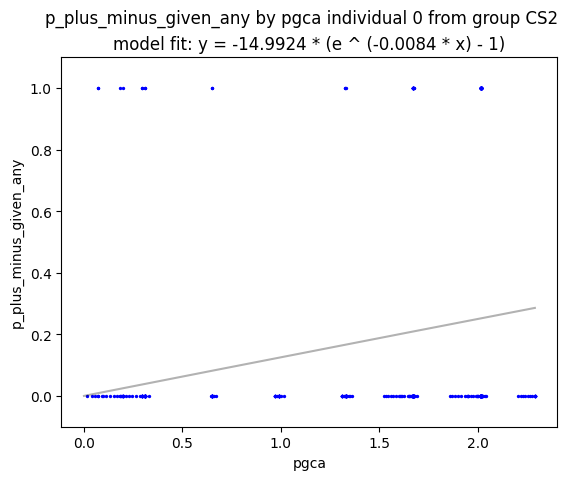 p_plus_minus_given_any by pgca individual 0 from group CS2
model fit: y = -14.9924 * (e ^ (-0.0084 * x) - 1)
1.0
0.8
0.6
0.4
0.2
0.0
p_plus_minus_given_any
0.0 0.5 1.0 1.5 2.0
pgca